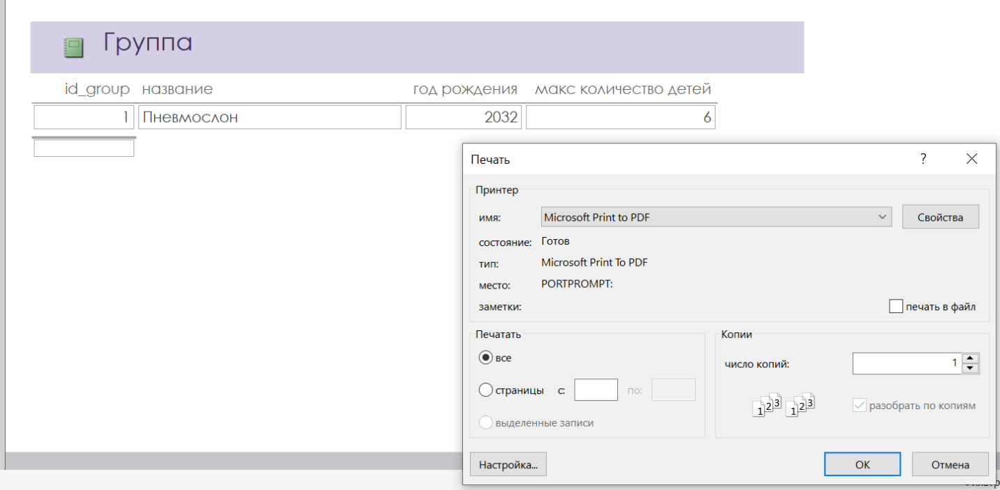 Группа
id_group название год рождения макс количество детей
1 Пневмослон 2032 6
Печать ?
Принтер
имя: Microsoft Print to PDF Свойства
состояние: Готов
тип: Microsoft Print To PDF
место: PORTPROMPT:
заметки: печать в файл
Печатать Копии
все число копий: 1
страницы с: по:
1 2 3 1 2 3 разобрать по копиям
выделенные записи
Настройка... ОК Отмена